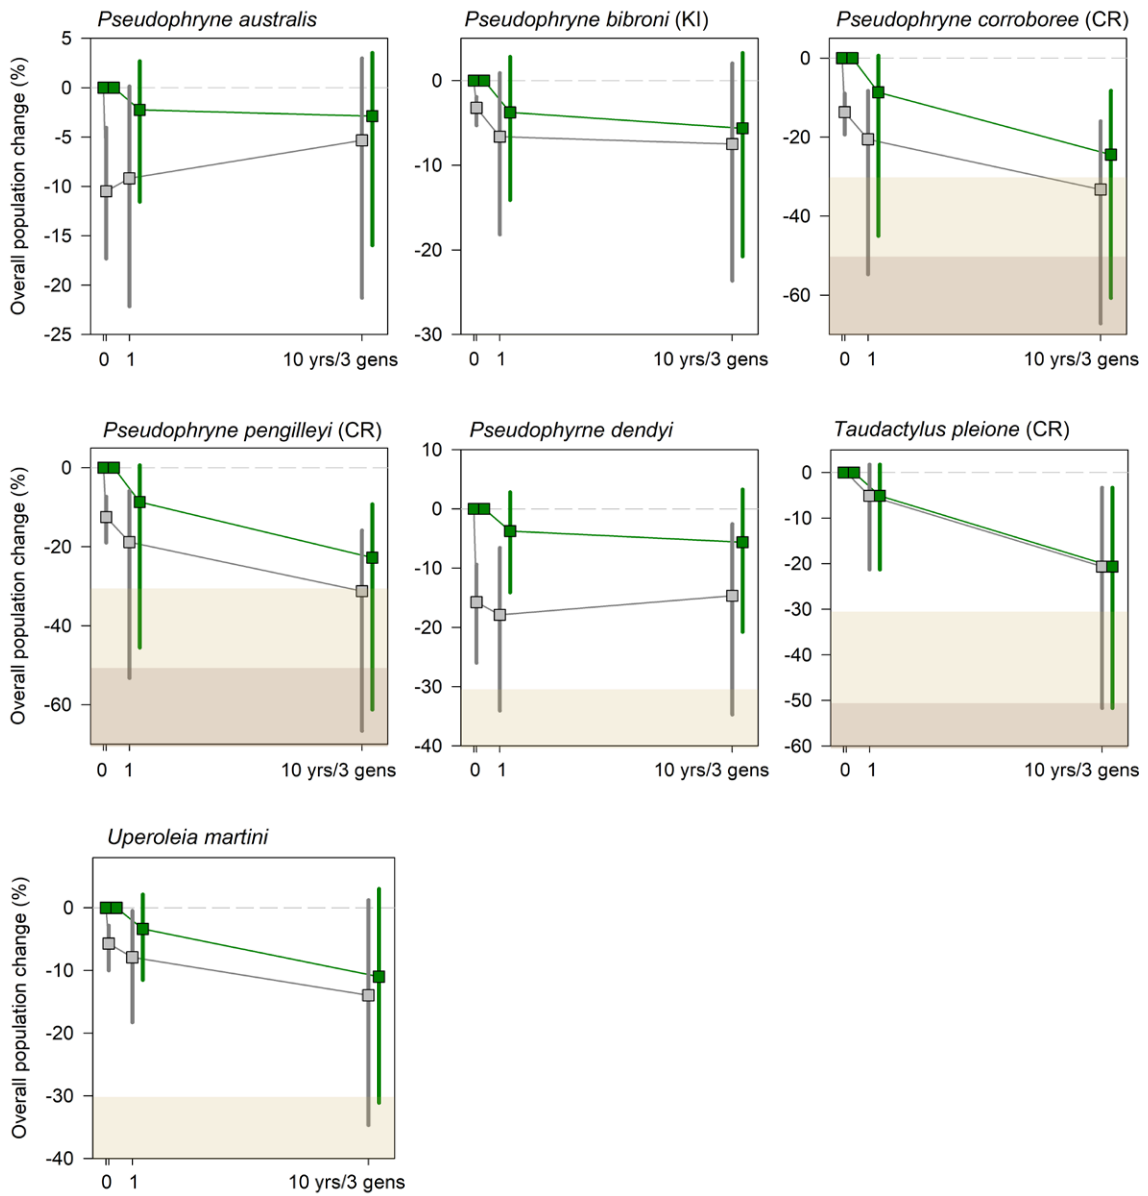 Pseudophryne australis
Pseudophryne bibroni (KI)
Pseudophryne corroboree (CR)
Overall population change (%)
5
0
-5
-10
-15
-20
-25
0 1 10 yrs/3 gens
0
-10
-20
-30
0 1 10 yrs/3 gens
0
-20
-40
-60
0 1 10 yrs/3 gens
Pseudophryne pengilleyi (CR)
Pseudophyrne dendyi
Taudactylus pleione (CR)
Overall population change (%)
0
-20
-40
-60
0 1 10 yrs/3 gens
10
0
-10
-20
-30
-40
0 1 10 yrs/3 gens
0
-10
-20
-30
-40
-50
-60
0 1 10 yrs/3 gens
Uperoleia martini
Overall population change (%)
0
-10
-20
-30
-40
0 1 10 yrs/3 gens